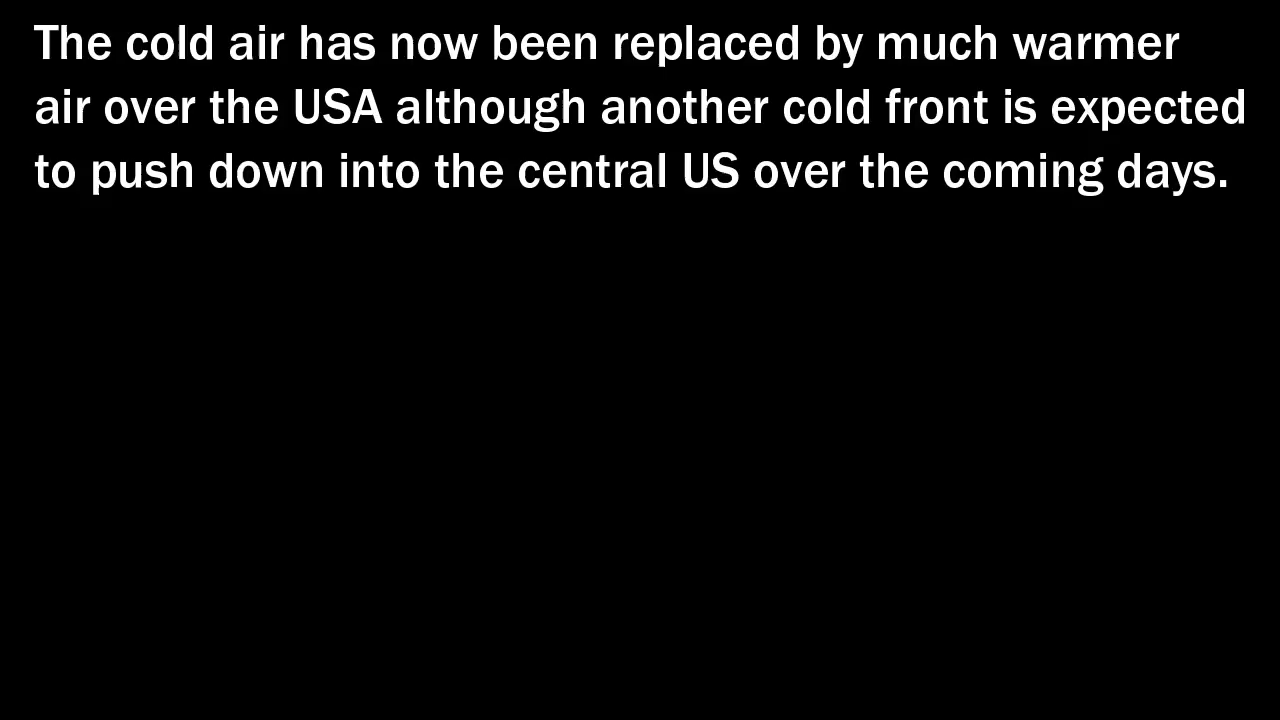 The cold air has now been replaced by much warmer
air over the USA although another cold front is expected
to push down into the central US over the coming days.